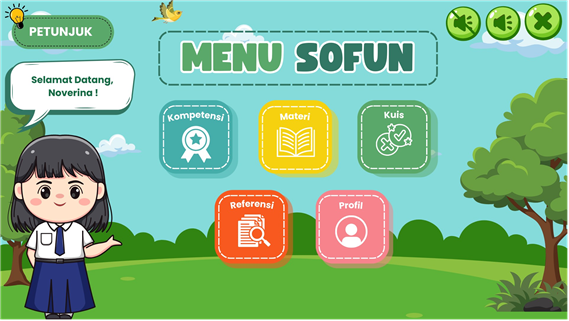 PETUNJUK
MENU SOFUN
Selamat Datang,
Noverina !
Kompetensi
Materi
Kuis
Referensi
Profil